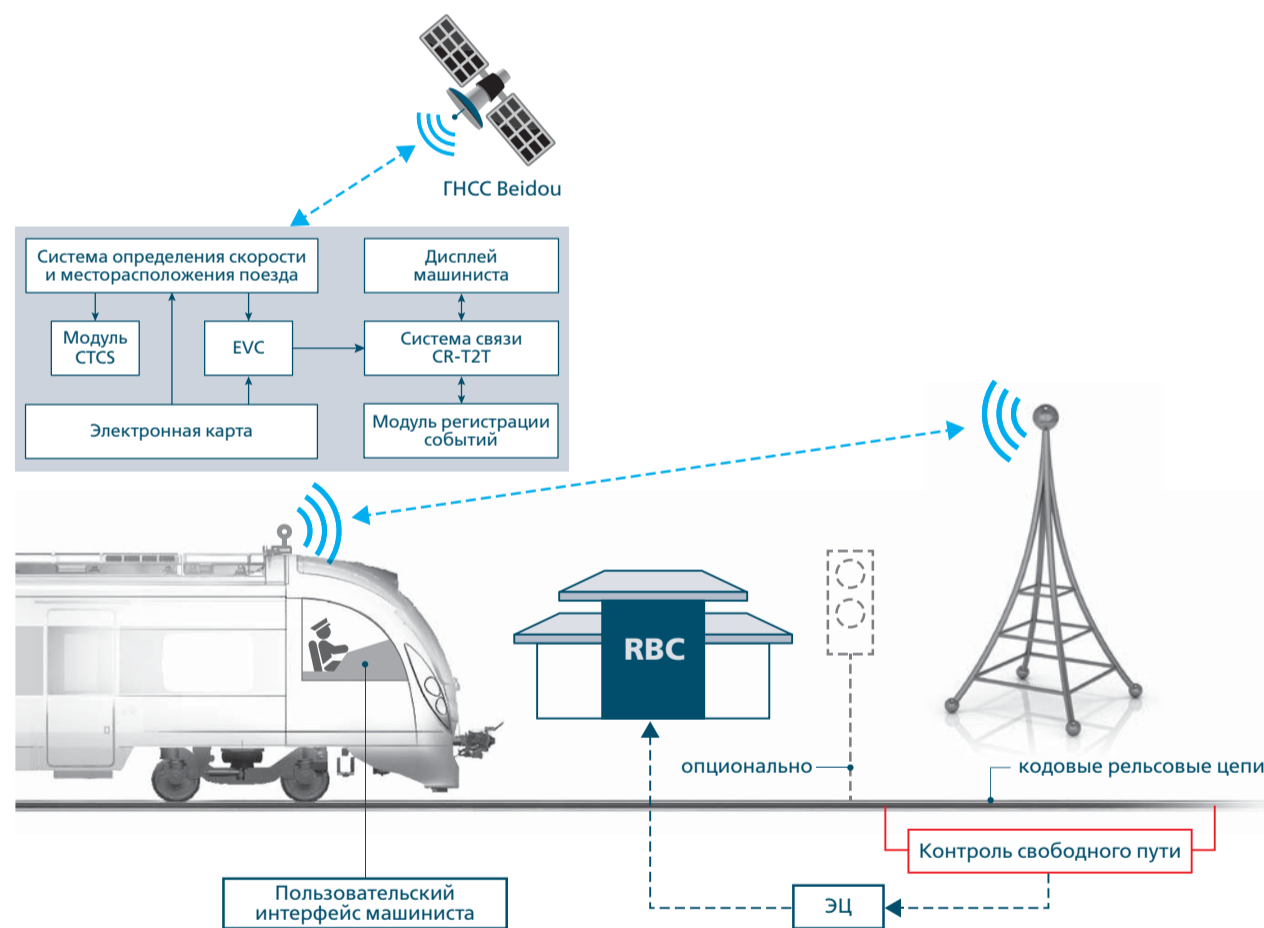 ГНСС Beidou
Система определения скорости
и месторасположения поезда
Дисплей
машиниста
Модуль
CTCS
EVC
Система связи
CR-T2T
Электронная карта
Модуль регистрации
событий
RBC
опционально
кодовые рельсовые цепи
Контроль свободного пути
Пользовательский
интерфейс машиниста
ЭЦ